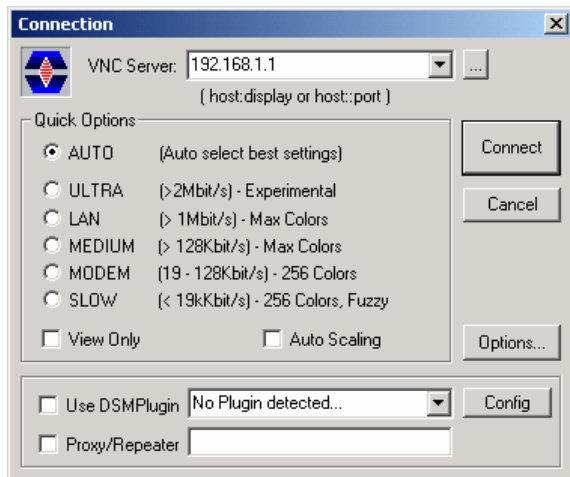 Connection
VNC Server: 192.168.1.1 ...
( host:display or host::port )
Quick Options
AUTO (Auto select best settings)
Connect
ULTRA (>2Mbit/s) - Experimental
Cancel
LAN (> 1Mbit/s) - Max Colors
MEDIUM (> 128Kbit/s) - Max Colors
MODEM (19 - 128Kbit/s) - 256 Colors
SLOW (< 19kKbit/s) - 256 Colors, Fuzzy
View Only Auto Scaling Options...
Use DSMPlugin No Plugin detected... Config
Proxy/Repeater